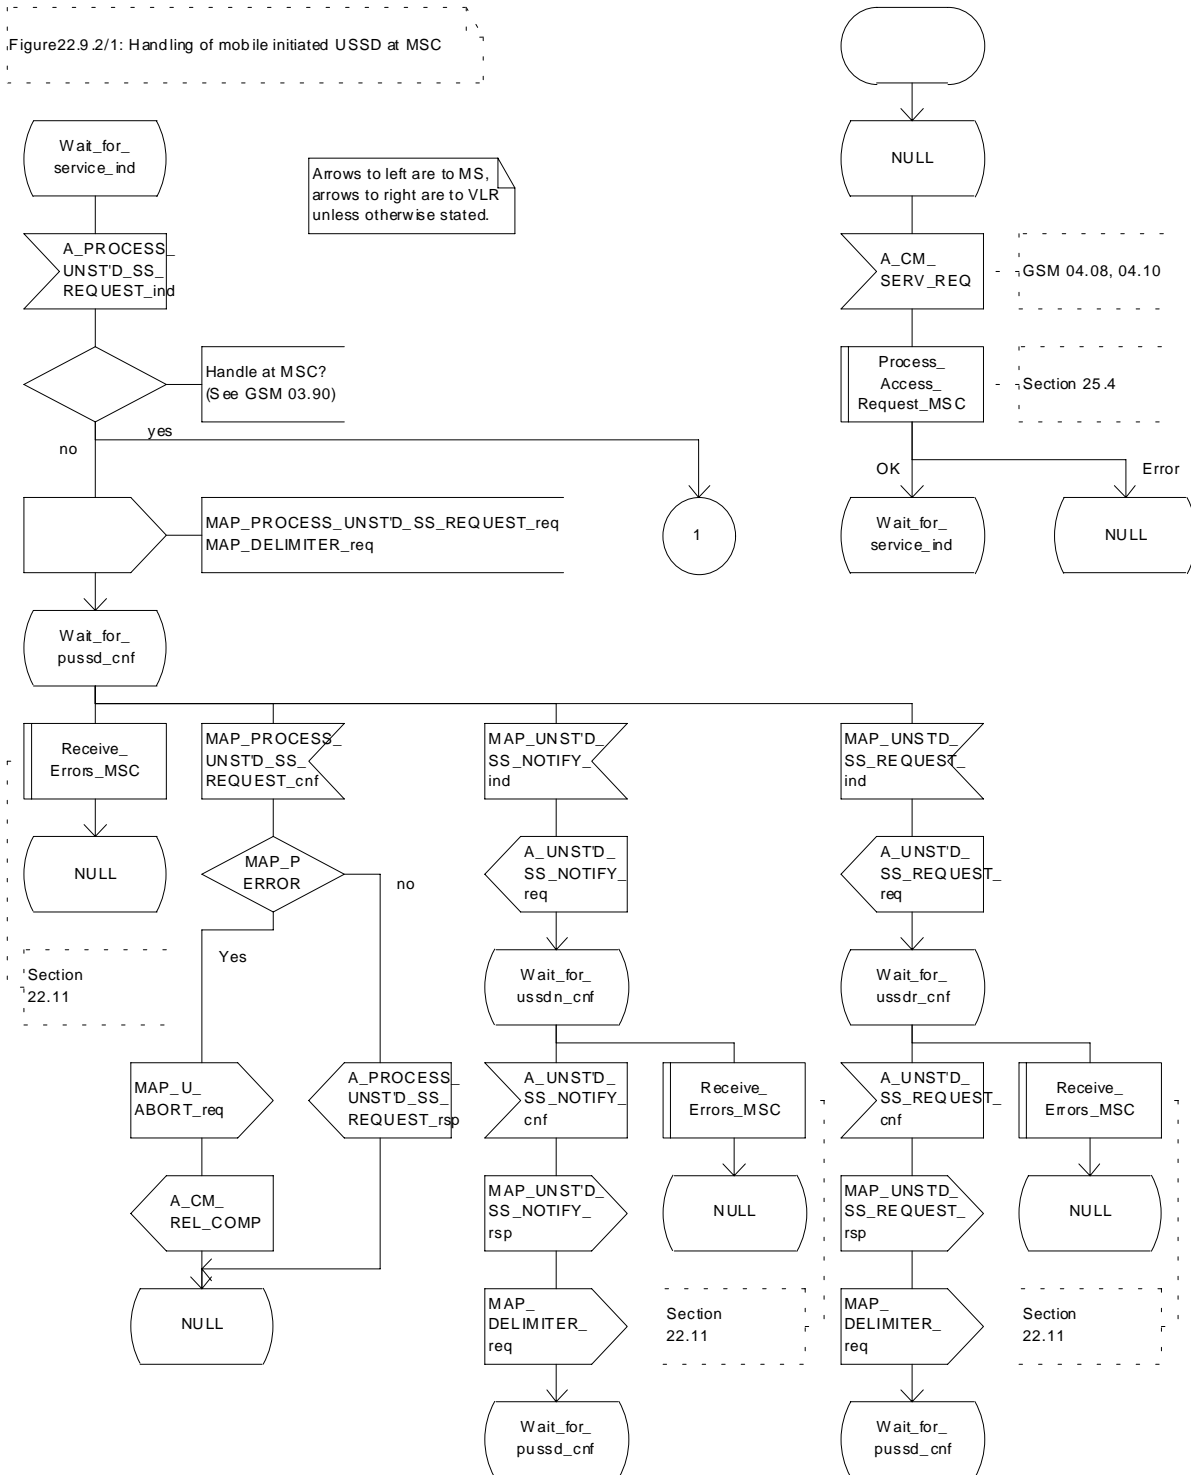 Figure22.9.2/1: Handling of mobile initiated USSD at MSC
Wait_for_
service_ind
Arrows to left are to MS,
arrows to right are to VLR
unless otherwise stated.
NULL
A_PROCESS_
UNST'D_SS_
REQUEST_ind
A_CM_
SERV_REQ
GSM 04.08, 04.10
Handle at MSC?
(See GSM 03.90)
Process_
Access_
Request_MSC
Section 25.4
yes
no
OK
Error
MAP_PROCESS_UNST'D_SS_REQUEST_req
MAP_DELIMITER_req
1
Wait_for_
service_ind
NULL
Wait_for_
pussd_cnf
Receive_
Errors_MSC
MAP_PROCESS_
UNST'D_SS_
REQUEST_cnf
MAP_UNST'D_
SS_NOTIFY_
ind
MAP_UNST'D_
SS_REQUEST_
ind
NULL
MAP_P
ERROR
no
A_UNST'D_
SS_NOTIFY_
req
A_UNST'D_
SS_REQUEST_
req
Yes
Section
22.11
Wait_for_
ussdn_cnf
Wait_for_
ussdr_cnf
MAP_U_
ABORT_req
A_PROCESS_
UNST'D_SS_
REQUEST_rsp
A_UNST'D_
SS_NOTIFY_
cnf
Receive_
Errors_MSC
A_UNST'D_
SS_REQUEST_
cnf
Receive_
Errors_MSC
A_CM_
REL_COMP
MAP_UNST'D_
SS_NOTIFY_
rsp
NULL
MAP_UNST'D_
SS_REQUEST_
rsp
NULL
NULL
MAP_
DELIMITER_
req
Section
22.11
MAP_
DELIMITER_
req
Section
22.11
Wait_for_
pussd_cnf
Wait_for_
pussd_cnf